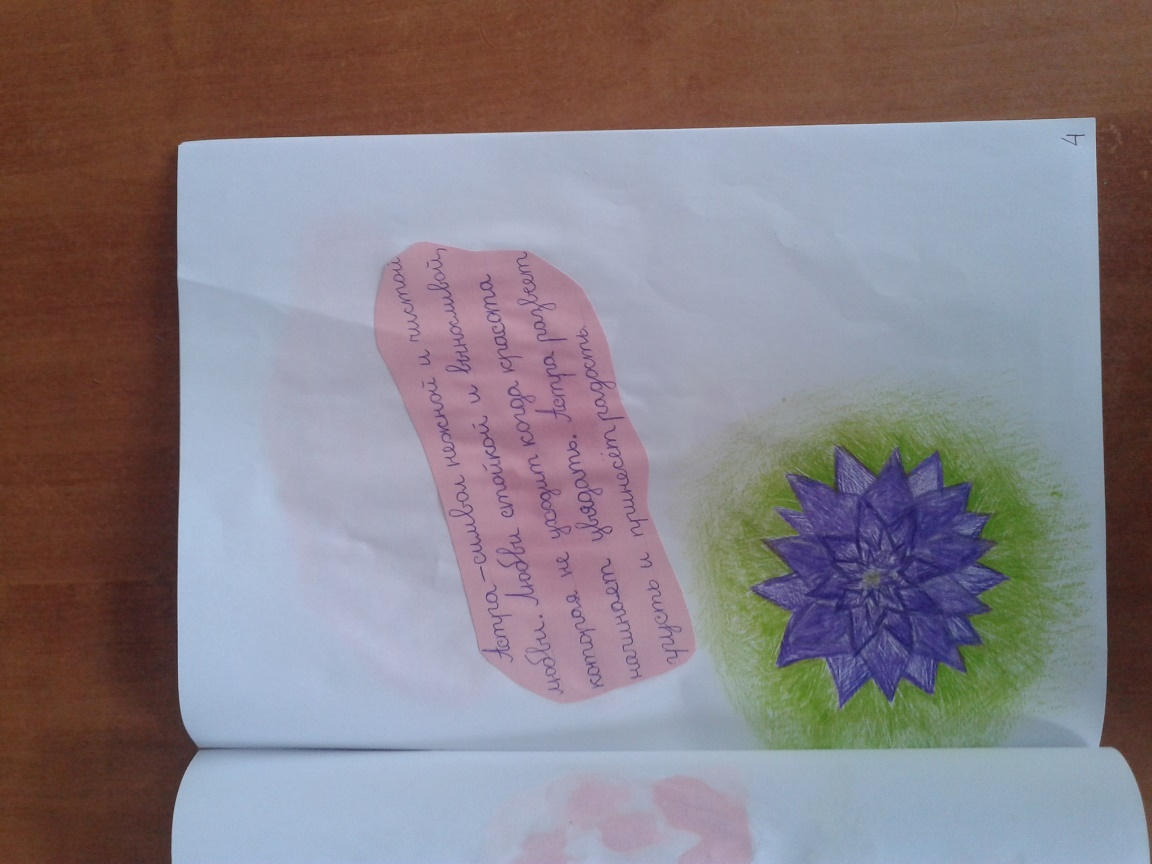 Астра - символ нежной и чистой
любви. Любви стойкой и выносливой,
которая не уходит когда красота
начинает увядать. Астра развеет
грусть и принесёт радость.
4